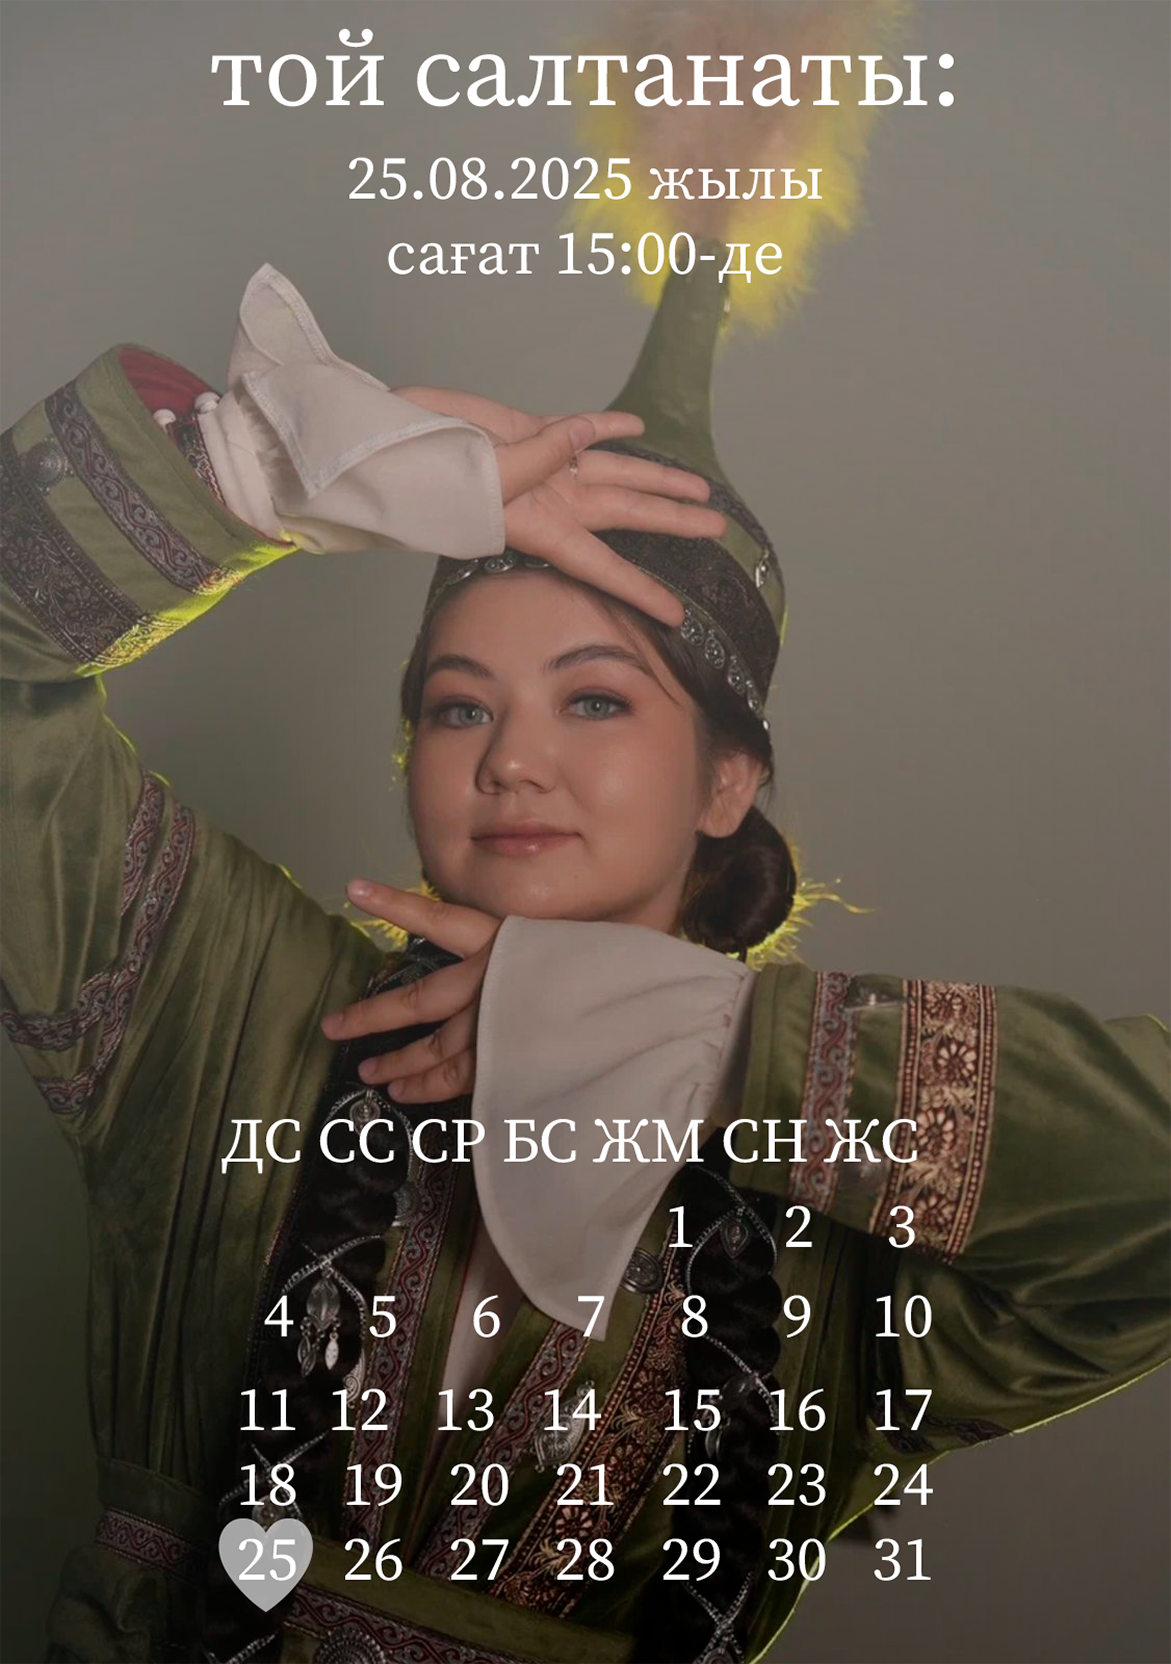 той салтанаты:
25.08.2025 жылы
сағат 15:00-де
ДС СС СР БС ЖМ СН ЖС
1 2 3
4 5 6 7 8 9 10
11 12 13 14 15 16 17
18 19 20 21 22 23 24
25 26 27 28 29 30 31